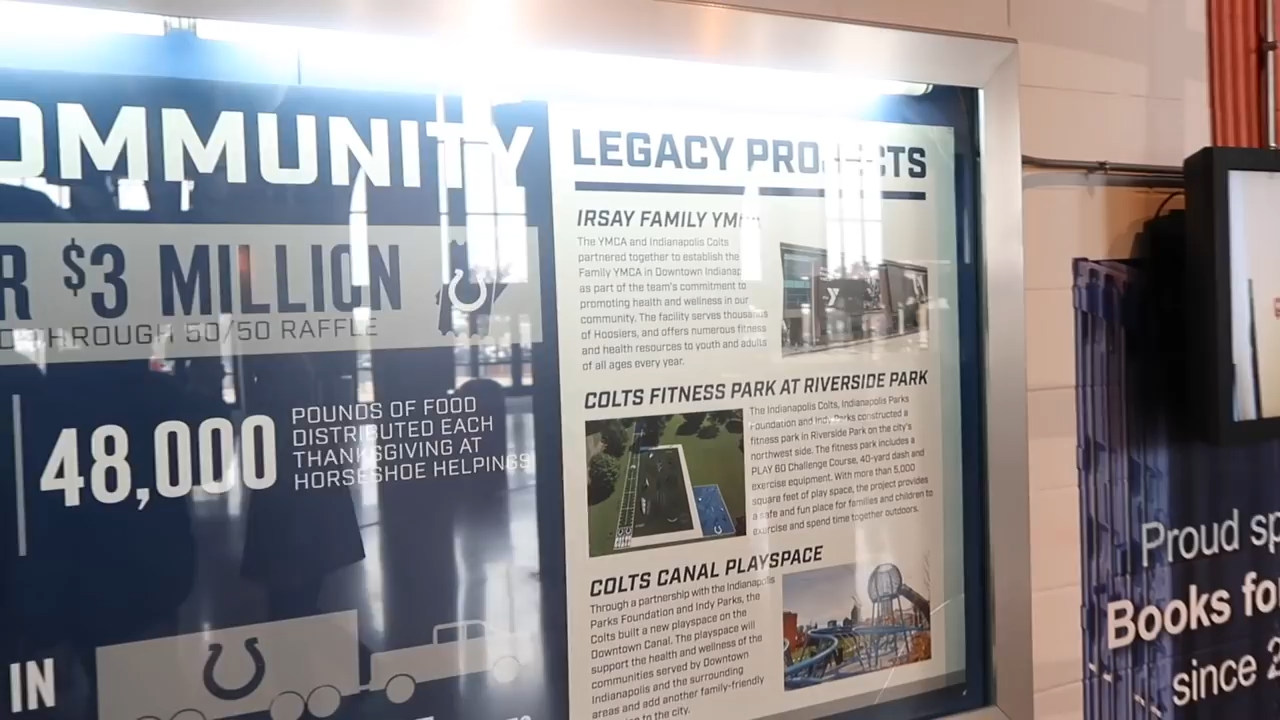 OMMUNITY
R $3 MILLION
THROUGH 50/50 RAFFLE
48,000
POUNDS OF FOOD
DISTRIBUTED EACH
THANKSGIVING AT
HORSESHOE HELPINGS
IN
LEGACY PROJECTS
IRSAY FAMILY YM
The YMCA and Indianapolis Colts
partnered together to establish the
Family YMCA in Downtown Indianap
as part of the team's commitment to
promoting health and wellness in our
community. The facility serves thousands
of Hoosiers, and offers numerous fitness
and health resources to youth and adults
of all ages every year.
COLTS FITNESS PARK AT RIVERSIDE PARK
The Indianapolis Colts, Indianapolis Parks
Foundation and Indy Parks constructed a
fitness park in Riverside Park on the city's
northwest side. The fitness park includes a
PLAY 60 Challenge Course, 40-yard dash and
exercise equipment. With more than 5,000
square feet of play space, the project provides
a safe and fun place for families and children to
exercise and spend time together outdoors.
COLTS CANAL PLAYSPACE
Through a partnership with the Indianapolis
Parks Foundation and Indy Parks, the
Colts built a new playspace on the
Downtown Canal. The playspace will
support the health and wellness of the
communities served by Downtown
Indianapolis and the surrounding
areas and add another family-friendly
to the city.
Proud sp
Books fo
since 2